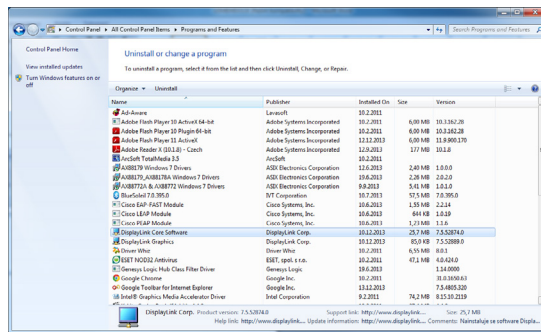 Control Panel ▸ All Control Panel Items ▸ Programs and Features
Search Programs and Features
Control Panel Home
View installed updates
Turn Windows features on or off
Uninstall or change a program
To uninstall a program, select it from the list and then click Uninstall, Change, or Repair.
Organize Uninstall
Name Publisher Installed On Size Version
Ad-Aware Lavasoft 10.2.2011
Adobe Flash Player 10 ActiveX 64-bit Adobe Systems Incorporated 10.2.2011 6,00 MB 10.3.162.28
Adobe Flash Player 10 Plugin 64-bit Adobe Systems Incorporated 10.2.2011 6,00 MB 10.3.162.28
Adobe Flash Player 11 ActiveX Adobe Systems Incorporated 12.12.2013 6,00 MB 11.9.900.170
Adobe Reader X (10.1.8) - Czech Adobe Systems Incorporated 12.9.2013 177 MB 10.1.8
ArcSoft TotalMedia 3.5 ArcSoft 10.2.2011
AX88179 Windows 7 Drivers ASIX Electronics Corporation 12.6.2013 2,40 MB 1.0.0.0
AX88179_AX88178A Windows 7 Drivers ASIX Electronics Corporation 19.6.2013 2,28 MB 2.0.2.0
AX88772A & AX88772 Windows 7 Drivers ASIX Electronics Corporation 9.9.2013 5,41 MB 1.0.1.0
BlueSoleil 7.0.395.0 IVT Corporation 10.7.2013 57,5 MB 7.0.395.0
Cisco EAP-FAST Module Cisco Systems, Inc. 10.6.2013 1,55 MB 2.2.14
Cisco LEAP Module Cisco Systems, Inc. 10.6.2013 644 KB 1.0.19
Cisco PEAP Module Cisco Systems, Inc. 10.6.2013 1,23 MB 1.1.6
DisplayLink Core Software DisplayLink Corp. 10.12.2013 25,7 MB 7.5.52874.0
DisplayLink Graphics DisplayLink Corp. 10.12.2013 85,0 KB 7.5.52889.0
Driver Whiz Driver Whiz 10.2.2011 6,55 MB 8.0.1
ESET NOD32 Antivirus ESET, spol. s r.o. 10.2.2011 47,1 MB 4.0.424.0
Genesys Logic Hub Class Filter Driver Genesys Logic 19.6.2013 1.14.0000
Google Chrome Google Inc. 10.2.2011 31.0.1650.63
Google Toolbar for Internet Explorer Google Inc. 13.12.2013 7.5.4805.320
Intel® Graphics Media Accelerator Driver Intel Corporation 9.2.2011 74,2 MB 8.15.10.2119
DisplayLink Corp. Product version: 7.5.52874.0 Support link: http://www.displaylink.... Size: 25,7 MB
Help link: http://www.displaylink.... Update information: http://www.displaylink.... Comments: Nainstaluje se software Displa...